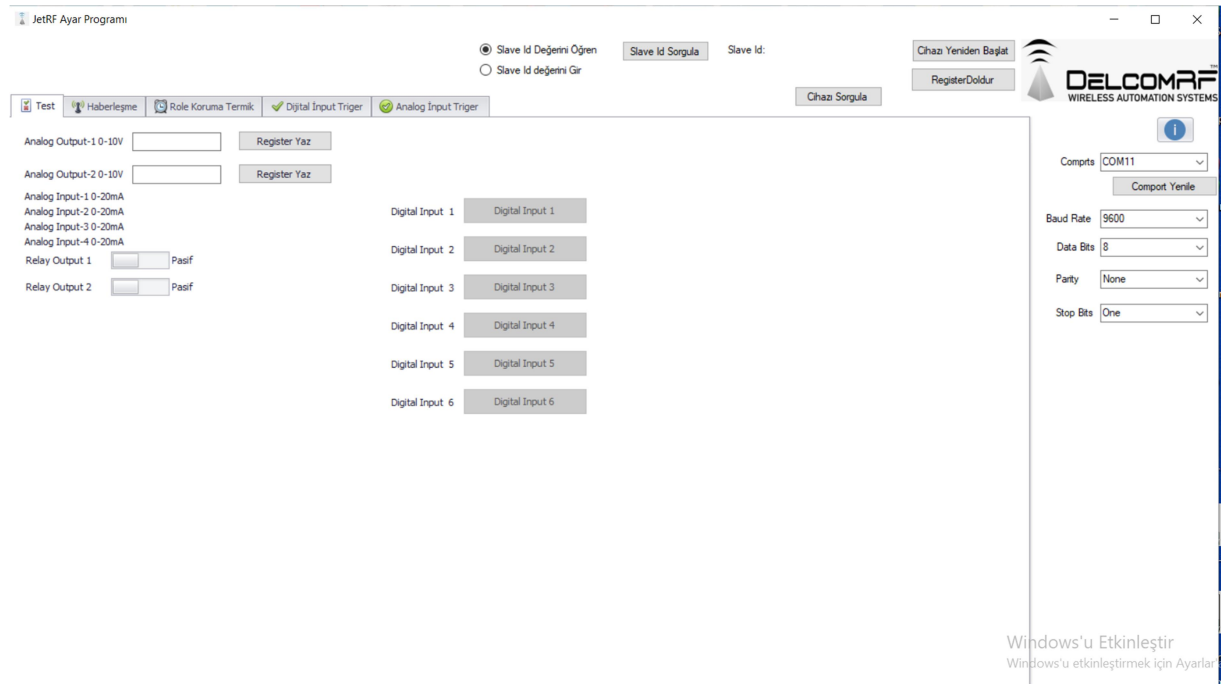 JetRF Ayar Programı
Slave Id Değerini Öğren
Slave Id değerini Gir
Slave Id Sorgula
Slave Id:
Cihazı Sorgula
Cihazı Yeniden Başlat
RegisterDoldur
DELCOMRF™
WIRELESS AUTOMATION SYSTEMS
Test
Haberleşme
Role Koruma Termik
Dijital Input Triger
Analog Input Triger
Analog Output-1 0-10V
Register Yaz
Analog Output-2 0-10V
Register Yaz
Analog Input-1 0-20mA
Analog Input-2 0-20mA
Analog Input-3 0-20mA
Analog Input-4 0-20mA
Relay Output 1
Pasif
Relay Output 2
Pasif
Digital Input 1
Digital Input 1
Digital Input 2
Digital Input 2
Digital Input 3
Digital Input 3
Digital Input 4
Digital Input 4
Digital Input 5
Digital Input 5
Digital Input 6
Digital Input 6
i
Comprts COM11
Comport Yenile
Baud Rate 9600
Data Bits 8
Parity None
Stop Bits One
Windows'u Etkinleştir
Windows'u etkinleştirmek için Ayarlar'